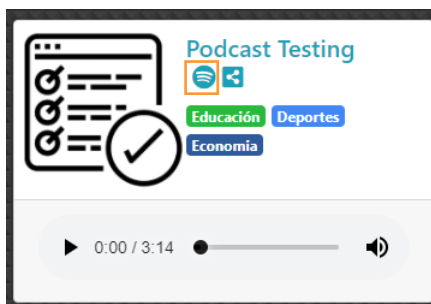 Podcast Testing
Educación Deportes
Economia
0:00 / 3:14